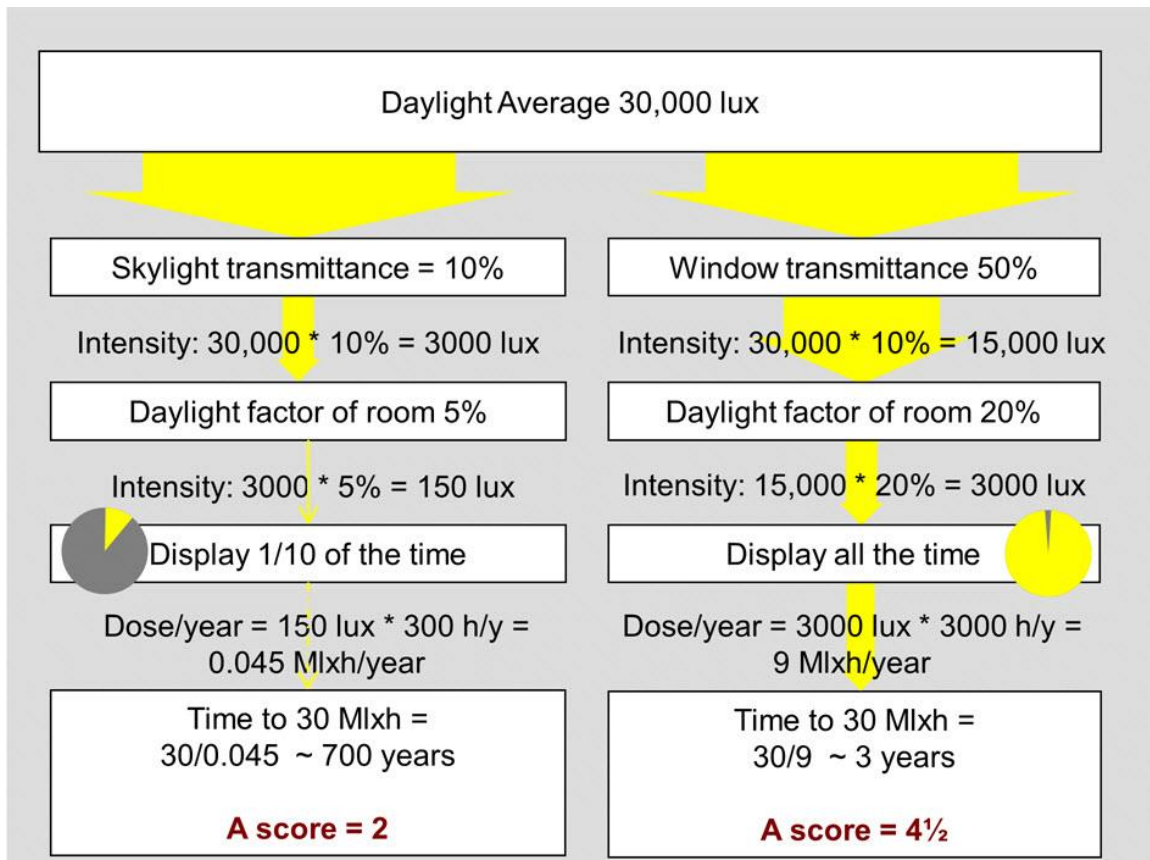 Daylight Average 30,000 lux
Skylight transmittance = 10%
Intensity: 30,000 * 10% = 3000 lux
Daylight factor of room 5%
Intensity: 3000 * 5% = 150 lux
Display 1/10 of the time
Dose/year = 150 lux * 300 h/y =
0.045 Mlxh/year
Time to 30 Mlxh =
30/0.045 ~ 700 years
A score = 2
Window transmittance 50%
Intensity: 30,000 * 10% = 15,000 lux
Daylight factor of room 20%
Intensity: 15,000 * 20% = 3000 lux
Display all the time
Dose/year = 3000 lux * 3000 h/y =
9 Mlxh/year
Time to 30 Mlxh =
30/9 ~ 3 years
A score = 4½